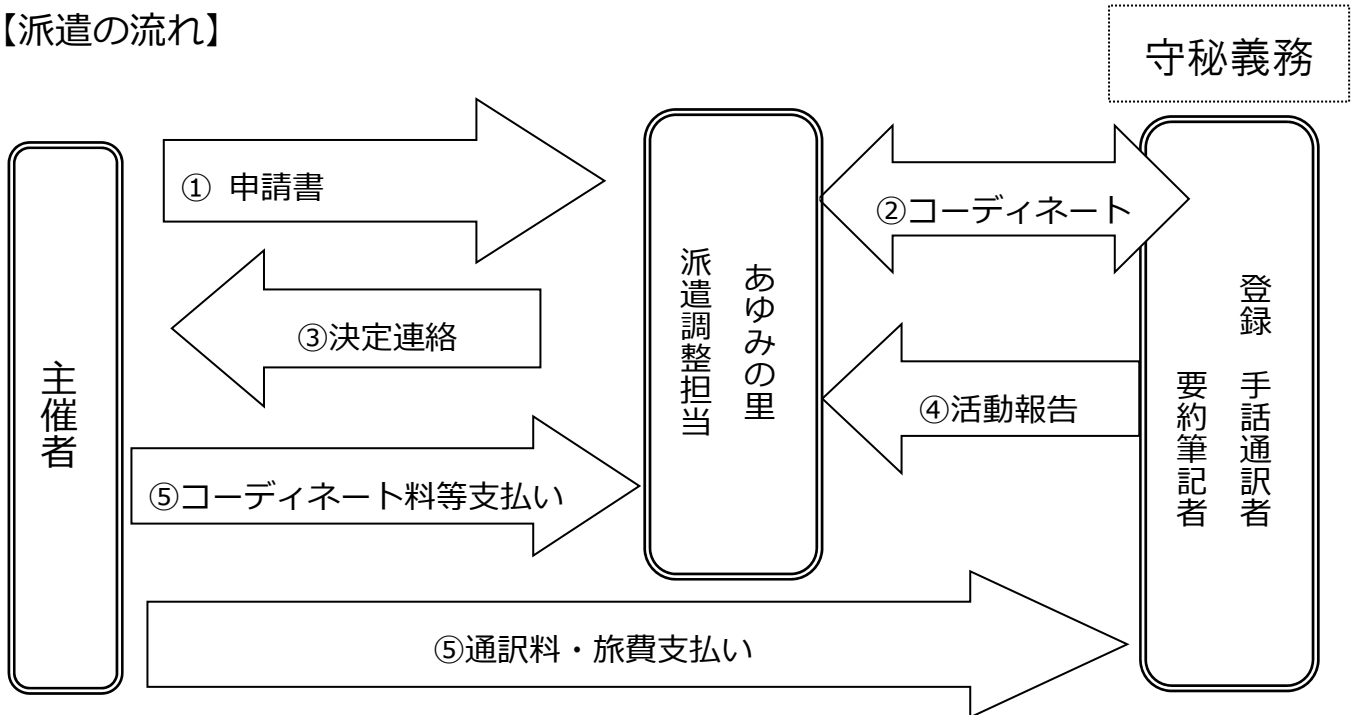 【派遣の流れ】
守秘義務
① 申請書
②コーディネート
③決定連絡
④活動報告
⑤コーディネート料等支払い
⑤通訳料・旅費支払い
主催者
あゆみの里
派遣調整担当
登録 手話通訳者
要約筆記者